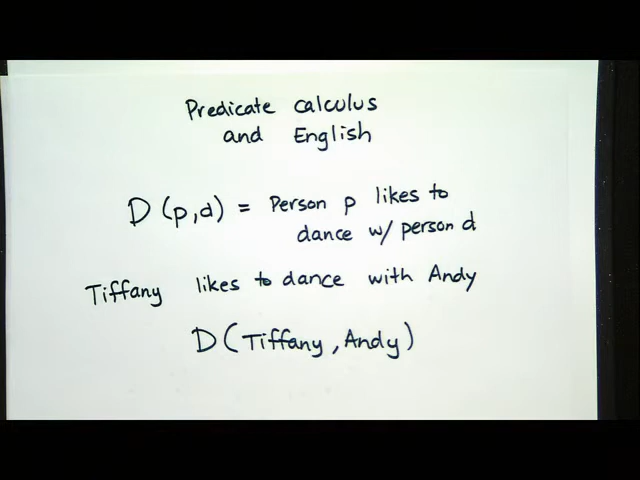 Predicate calculus
and English
D (p,d) = Person p likes to
dance w/ person d
Tiffany likes to dance with Andy
D(Tiffany, Andy)